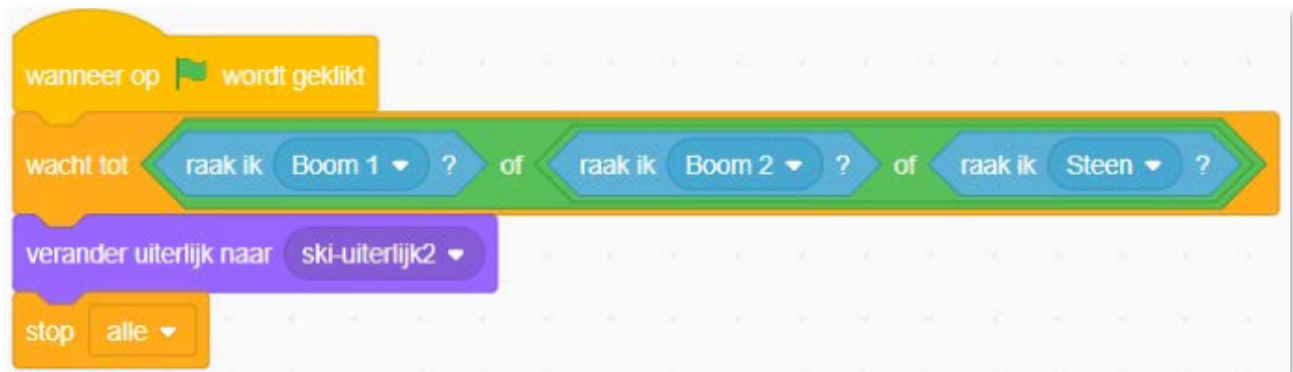 wanneer op wordt geklikt
wacht tot raak ik Boom 1 ? of raak ik Boom 2 ? of raak ik Steen ?
verander uiterlijk naar ski-uiterlijk2
stop alle